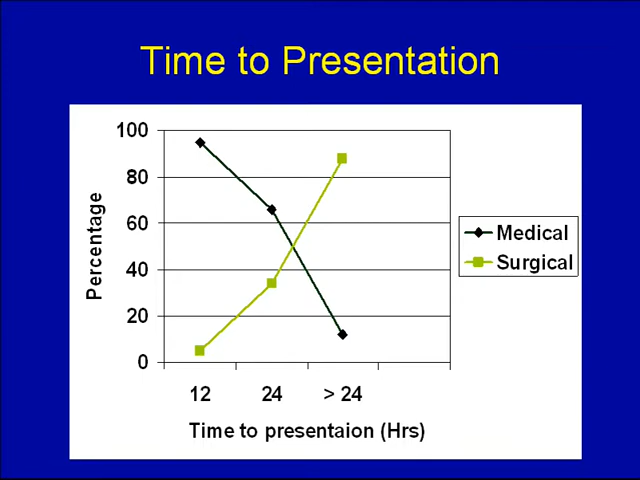 Time to Presentation
100
80
60
40
20
0
Percentage
12 24 > 24
Time to presentaion (Hrs)
Medical
Surgical